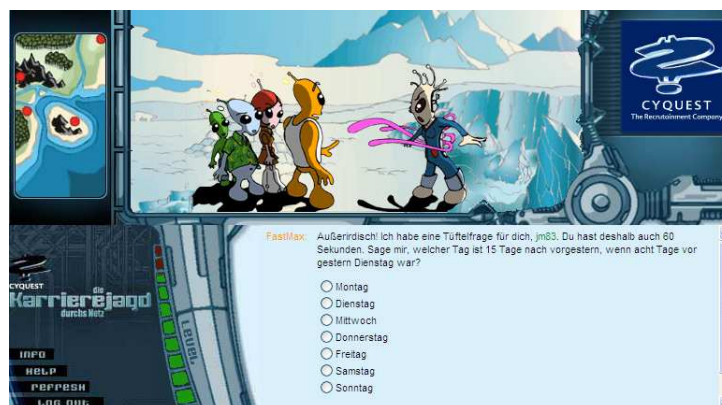 CYQUEST
The Recrutainment Company
FastMax: Außerirdisch! Ich habe eine Tüftelfrage für dich, jm83. Du hast deshalb auch 60
Sekunden. Sage mir, welcher Tag ist 15 Tage nach vorgestern, wenn acht Tage vor
gestern Dienstag war?
Montag
Dienstag
Mittwoch
Donnerstag
Freitag
Samstag
Sonntag
CYQUEST
die
Karrierejagd
durchs Netz
LEVEL
INFO
HELP
REFRESH
LOG OUT